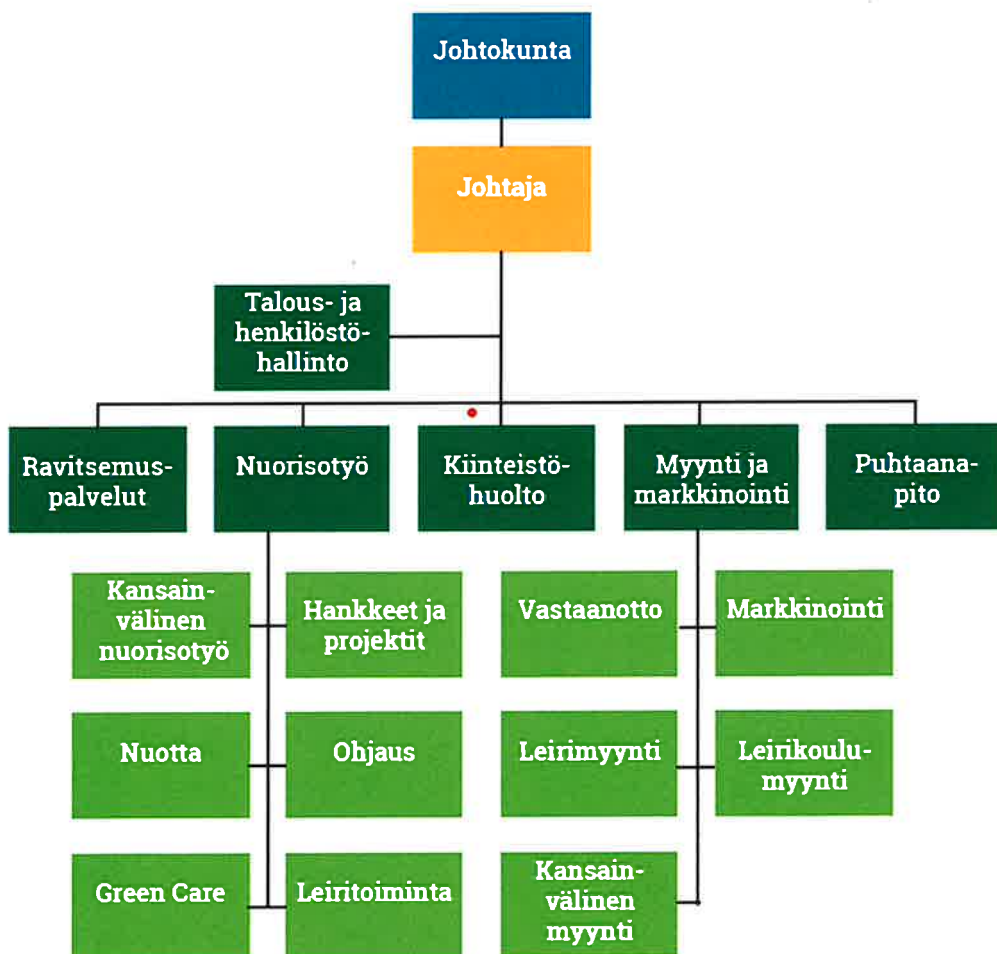 Johtokunta
Johtaja
Talous- ja
henkilöstö-
hallinto
Ravitsemus-
palvelut
Nuorisotyö
Kiinteistö-
huolto
Myynti ja
markkinointi
Puhtaana-
pito
Kansain-
välinen
nuorisotyö
Hankkeet ja
projektit
Vastaanotto
Markkinointi
Nuotta
Ohjaus
Leirimyynti
Leirikoulu-
myynti
Green Care
Leiritoiminta
Kansain-
välinen
myynti